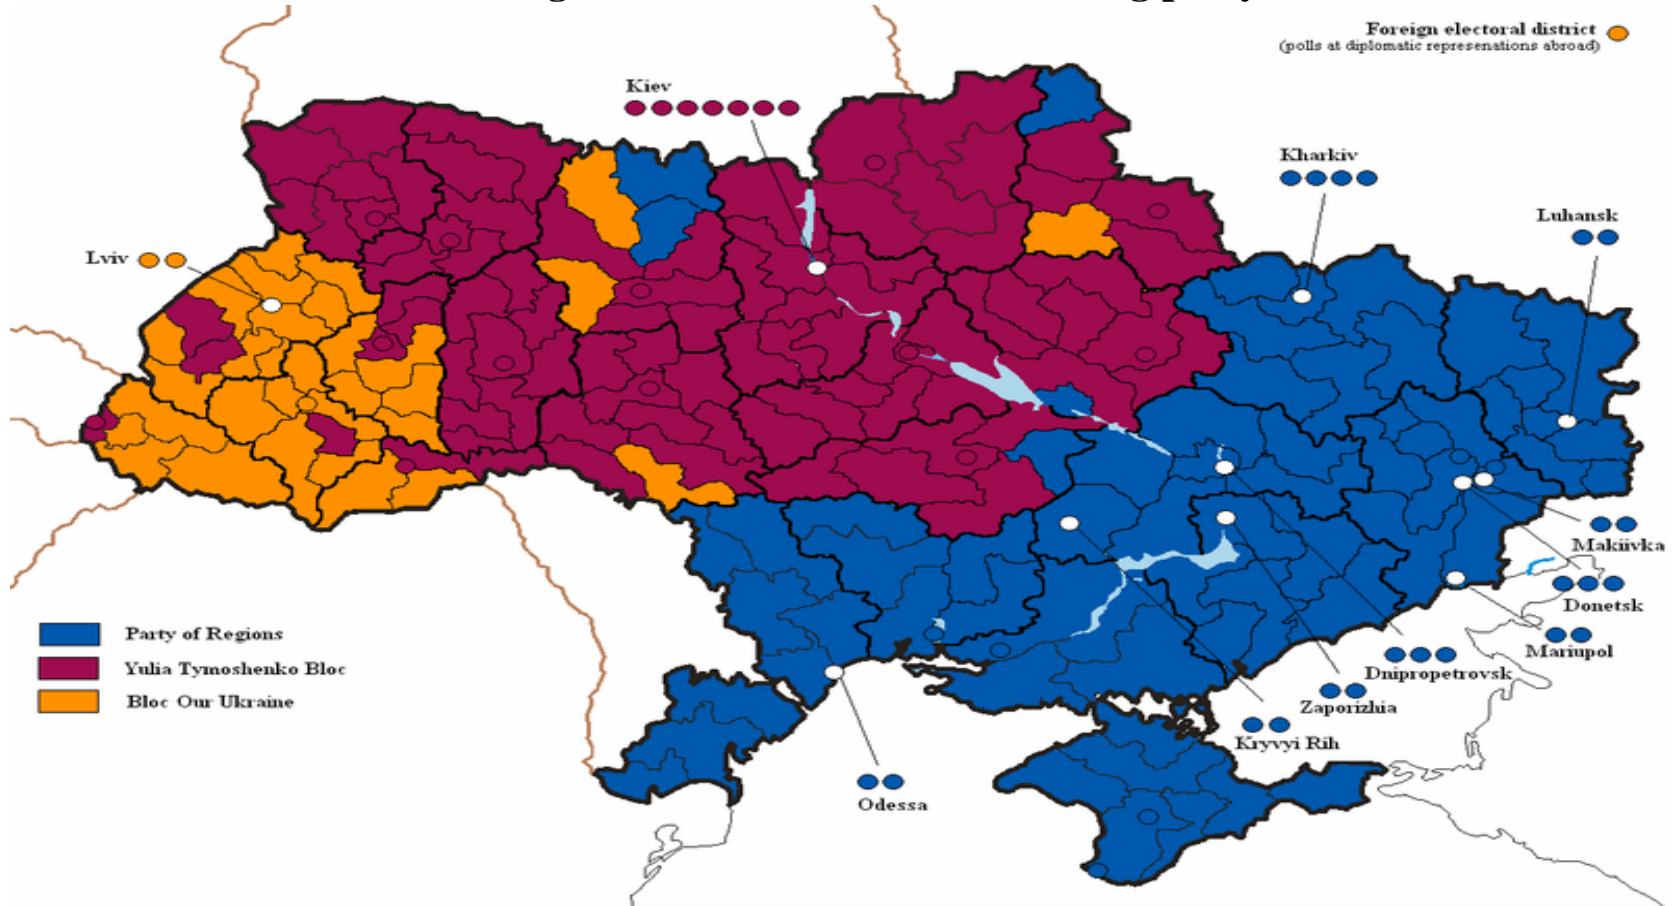 Foreign electoral district
(polls at diplomatic represenations abroad)
Kiev
Kharkiv
Luhansk
Lviv
Makiivka
Donetsk
Mariupol
Dnipropetrovsk
Zaporizhia
Kryvyi Rih
Odessa
Party of Regions
Yulia Tymoshenko Bloc
Bloc Our Ukraine